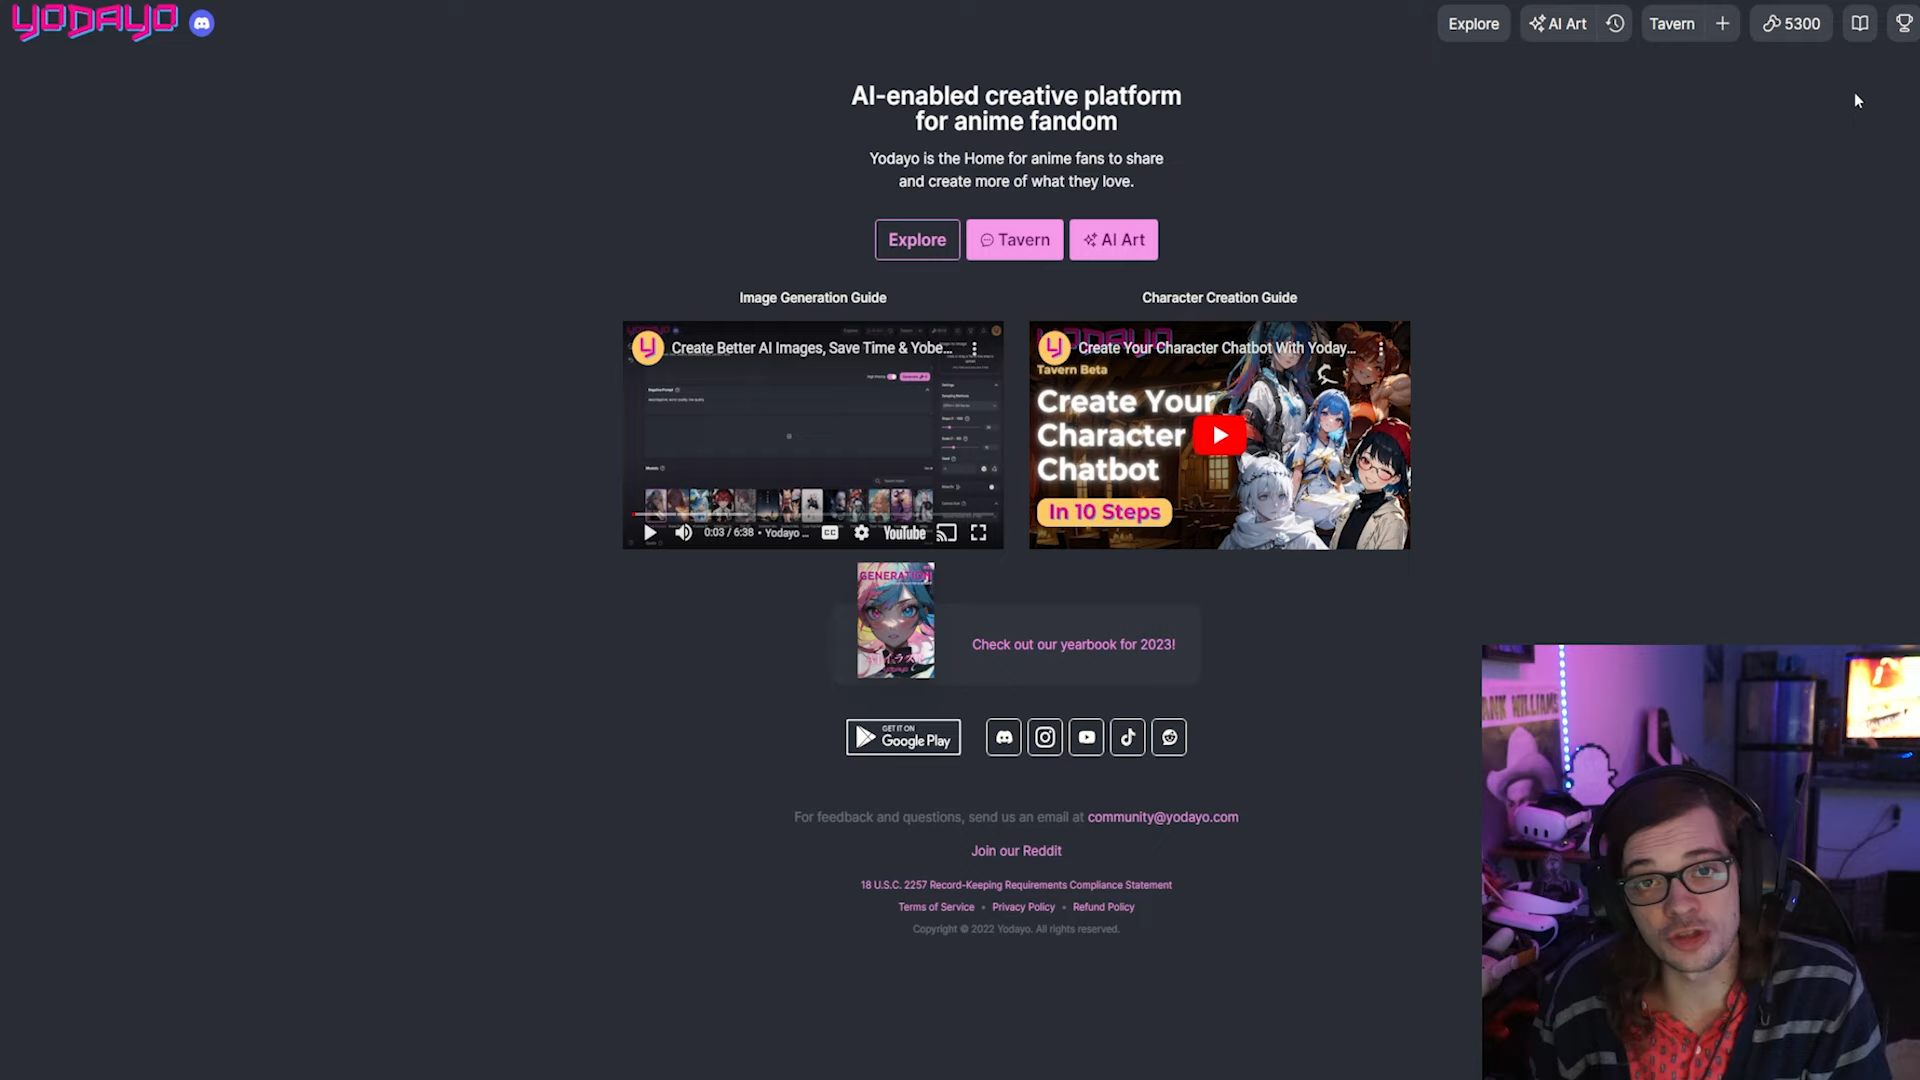 YODAYO
Explore
AI Art
Tavern
5300
AI-enabled creative platform
for anime fandom
Yodayo is the Home for anime fans to share
and create more of what they love.
Explore
Tavern
AI Art
Image Generation Guide
Character Creation Guide
Create Better AI Images, Save Time & Yobe...
0:03 / 6:38 • Yodayo ...
CC
YouTube
YODAYO
Create Your Character Chatbot With Yoday...
Tavern Beta
Create Your
Character
Chatbot
In 10 Steps
GENERATION
YODAYO
Check out our yearbook for 2023!
GET IT ON
Google Play
For feedback and questions, send us an email at community@yodayo.com
Join our Reddit
18 U.S.C. 2257 Record-Keeping Requirements Compliance Statement
Terms of Service • Privacy Policy • Refund Policy
Copyright © 2022 Yodayo. All rights reserved.
ANK WILLIAMS